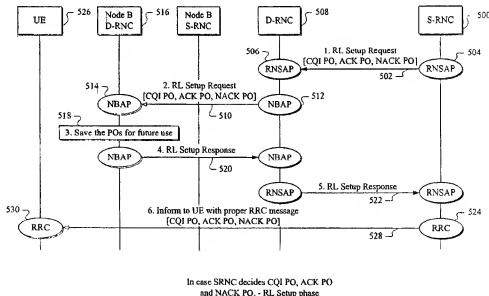 UE
526
Node B
D-RNC
516
Node B
S-RNC
D-RNC
508
S-RNC
500
506
1. RL Setup Request
[CQI PO, ACK PO, NACK PO]
504
RNSAP
502
RNSAP
514
2. RL Setup Request
[CQI PO, ACK PO, NACK PO]
512
NBAP
510
NBAP
518
3. Save the POs for future use
NBAP
4. RL Setup Response
520
NBAP
RNSAP
5. RL Setup Response
522
RNSAP
530
6. Inform to UE with proper RRC message
[CQI PO, ACK PO, NACK PO]
524
RRC
528
RRC
In case SRNC decides CQI PO, ACK PO
and NACK PO. - RL Setup phase